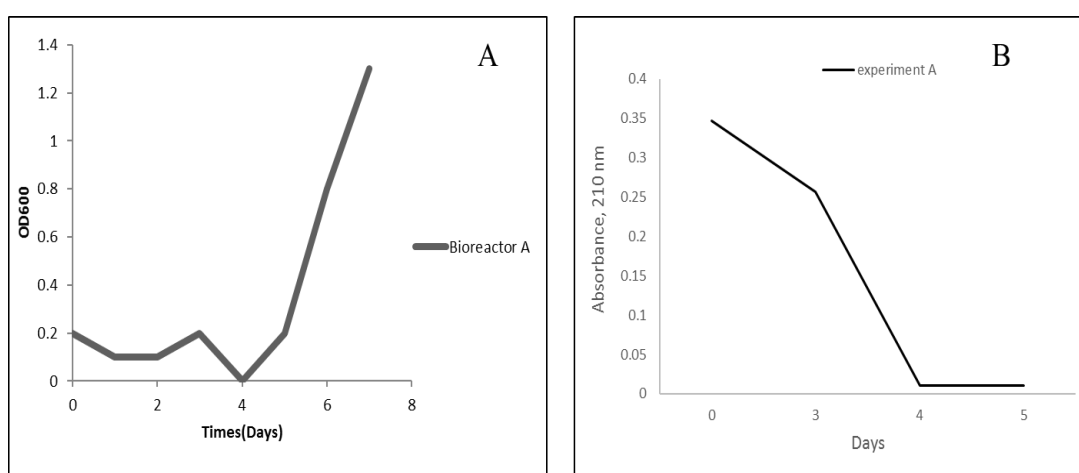 A
1.4
1.2
1
0.8
0.6
0.4
0.2
0
OD600
0 2 4 6 8
Times(Days)
Bioreactor A
B
experiment A
0.4
0.35
0.3
0.25
0.2
0.15
0.1
0.05
0
Absorbance, 210 nm
0 3 4 5
Days